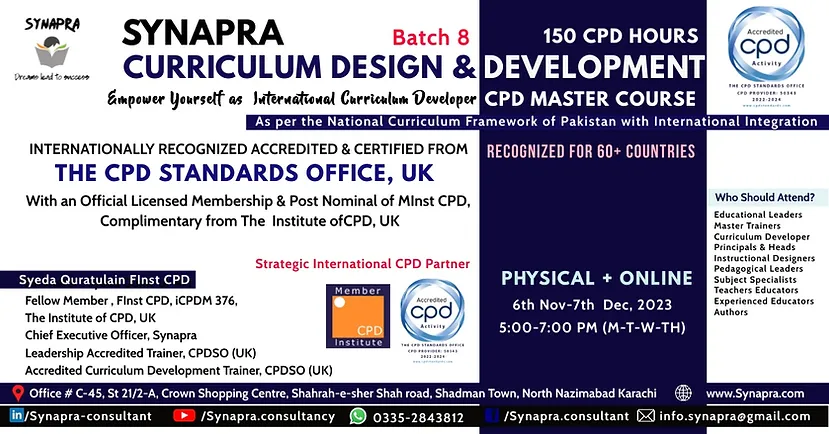 SYNAPRA
Dreams lead to success
SYNAPRA
Batch 8
150 CPD HOURS
CURRICULUM DESIGN & DEVELOPMENT
Empower Yourself as International Curriculum Developer
CPD MASTER COURSE
As per the National Curriculum Framework of Pakistan with International Integration
Accredited
cpd
Activity
THE CPD STANDARDS OFFICE
CPD PROVIDER: 50343
2022-2024
www.cpdstandards.com
INTERNATIONALLY RECOGNIZED ACCREDITED & CERTIFIED FROM
THE CPD STANDARDS OFFICE, UK
With an Official Licensed Membership & Post Nominal of MInst CPD,
Complimentary from The Institute ofCPD, UK
RECOGNIZED FOR 60+ COUNTRIES
Who Should Attend?
Educational Leaders
Master Trainers
Curriculum Developer
Principals & Heads
Instructional Designers
Pedagogical Leaders
Subject Specialists
Teachers Educators
Experienced Educators
Authors
Strategic International CPD Partner
Syeda Quratulain FInst CPD
Fellow Member , FInst CPD, iCPDM 376,
The Institute of CPD, UK
Chief Executive Officer, Synapra
Leadership Accredited Trainer, CPDSO (UK)
Accredited Curriculum Development Trainer, CPDSO (UK)
Member
CPD
Institute
Accredited
cpd
Activity
THE CPD STANDARDS OFFICE
CPD PROVIDER: 50343
2022-2024
PHYSICAL + ONLINE
6th Nov-7th Dec, 2023
5:00-7:00 PM (M-T-W-TH)
Office # C-45, St 21/2-A, Crown Shopping Centre, Shahrah-e-sher Shah road, Shadman Town, North Nazimabad Karachi
www.Synapra.com
in/Synapra-consultant
/Synapra.consultancy
0335-2843812
/Synapra.consultant
info.synapra@gmail.com